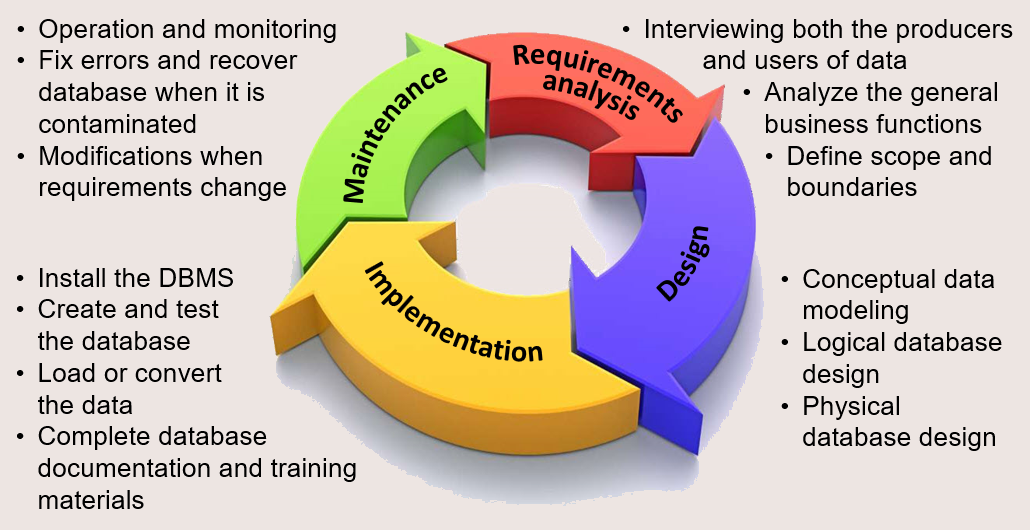 • Operation and monitoring
• Fix errors and recover
database when it is
contaminated
• Modifications when
requirements change
Maintenance
Requirements
analysis
• Interviewing both the producers
and users of data
• Analyze the general
business functions
• Define scope and
boundaries
• Install the DBMS
• Create and test
the database
• Load or convert
the data
• Complete database
documentation and training
materials
Implementation
Design
• Conceptual data
modeling
• Logical database
design
• Physical
database design